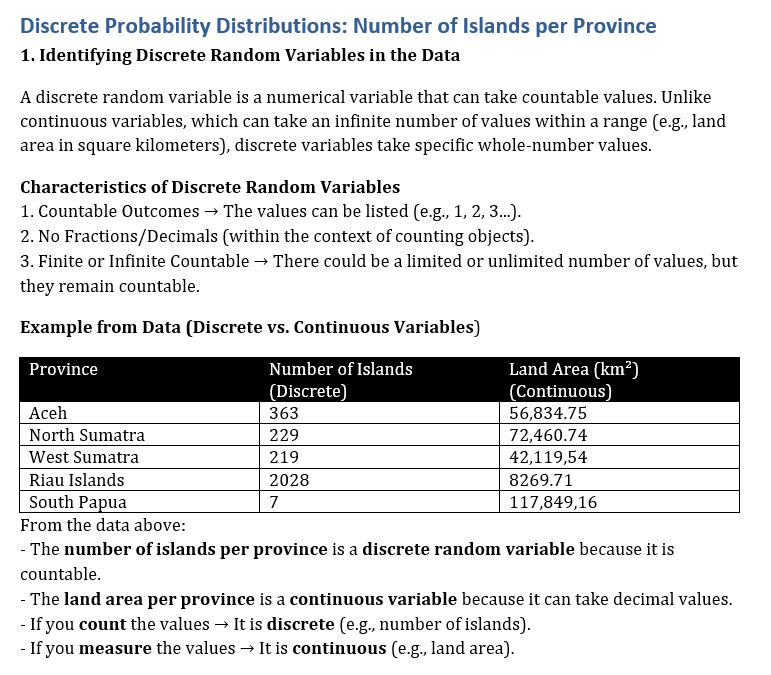 Discrete Probability Distributions: Number of Islands per Province
1. Identifying Discrete Random Variables in the Data
A discrete random variable is a numerical variable that can take countable values. Unlike
continuous variables, which can take an infinite number of values within a range (e.g., land
area in square kilometers), discrete variables take specific whole-number values.
Characteristics of Discrete Random Variables
1. Countable Outcomes → The values can be listed (e.g., 1, 2, 3...).
2. No Fractions/Decimals (within the context of counting objects).
3. Finite or Infinite Countable → There could be a limited or unlimited number of values, but
they remain countable.
Example from Data (Discrete vs. Continuous Variables)
Province Number of Islands Land Area (km²)
(Discrete) (Continuous)
Aceh 363 56,834.75
North Sumatra 229 72,460.74
West Sumatra 219 42,119,54
Riau Islands 2028 8269.71
South Papua 7 117,849,16
From the data above:
- The number of islands per province is a discrete random variable because it is
countable.
- The land area per province is a continuous variable because it can take decimal values.
- If you count the values → It is discrete (e.g., number of islands).
- If you measure the values → It is continuous (e.g., land area).